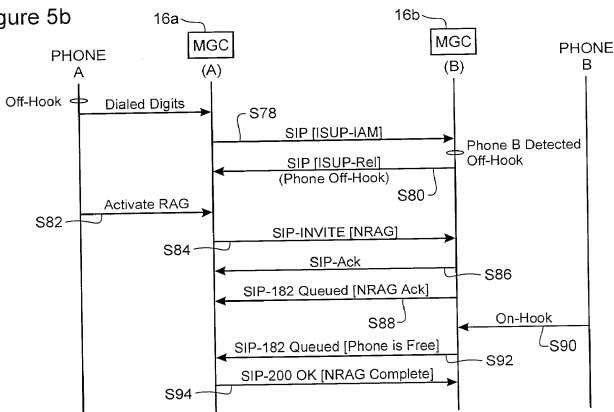 gure 5b
16a
16b
PHONE
A
MGC
(A)
MGC
(B)
PHONE
B
Off-Hook
Dialed Digits
S78
SIP [ISUP-IAM]
Phone B Detected
Off-Hook
SIP [ISUP-Rel]
(Phone Off-Hook)
S80
Activate RAG
S82
SIP-INVITE [NRAG]
S84
SIP-Ack
S86
SIP-182 Queued [NRAG Ack]
S88
On-Hook
S90
SIP-182 Queued [Phone is Free]
S92
SIP-200 OK [NRAG Complete]
S94